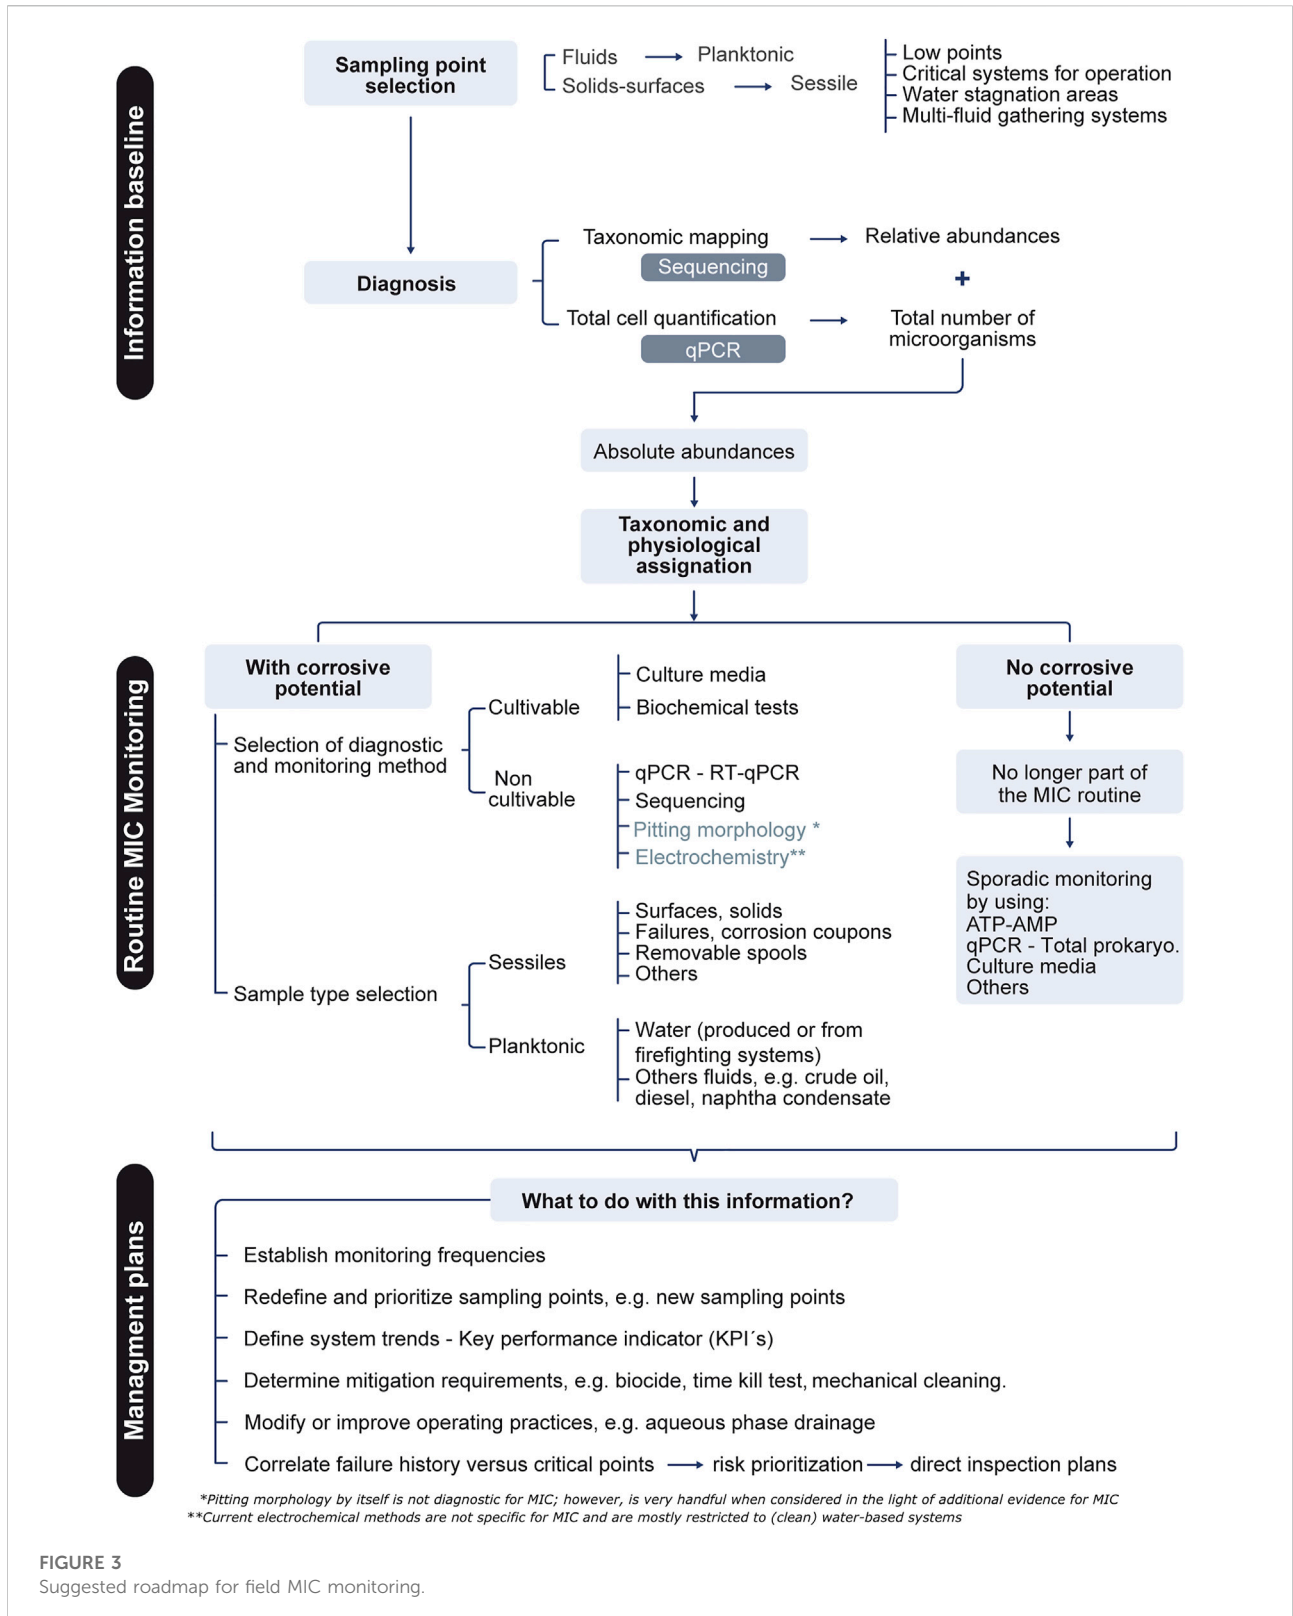 Information baseline
Sampling point
selection
Fluids
Planktonic
Solids-surfaces
Sessile
Low points
Critical systems for operation
Water stagnation areas
Multi-fluid gathering systems
Diagnosis
Taxonomic mapping
Sequencing
Relative abundances
+
Total cell quantification
qPCR
Total number of
microorganisms
Absolute abundances
Taxonomic and
physiological
assignation
Routine MIC Monitoring
With corrosive
potential
Selection of diagnostic
and monitoring method
Cultivable
Culture media
Biochemical tests
Non
cultivable
qPCR - RT-qPCR
Sequencing
Pitting morphology *
Electrochemistry**
Sample type selection
Sessiles
Surfaces, solids
Failures, corrosion coupons
Removable spools
Others
Planktonic
Water (produced or from
firefighting systems)
Others fluids, e.g. crude oil,
diesel, naphtha condensate
No corrosive
potential
No longer part of
the MIC routine
Sporadic monitoring
by using:
ATP-AMP
qPCR - Total prokaryo.
Culture media
Others
Managment plans
What to do with this information?
Establish monitoring frequencies
Redefine and prioritize sampling points, e.g. new sampling points
Define system trends - Key performance indicator (KPI´s)
Determine mitigation requirements, e.g. biocide, time kill test, mechanical cleaning.
Modify or improve operating practices, e.g. aqueous phase drainage
Correlate failure history versus critical points risk prioritization direct inspection plans
*Pitting morphology by itself is not diagnostic for MIC; however, is very handful when considered in the light of additional evidence for MIC
**Current electrochemical methods are not specific for MIC and are mostly restricted to (clean) water-based systems
FIGURE 3
Suggested roadmap for field MIC monitoring.